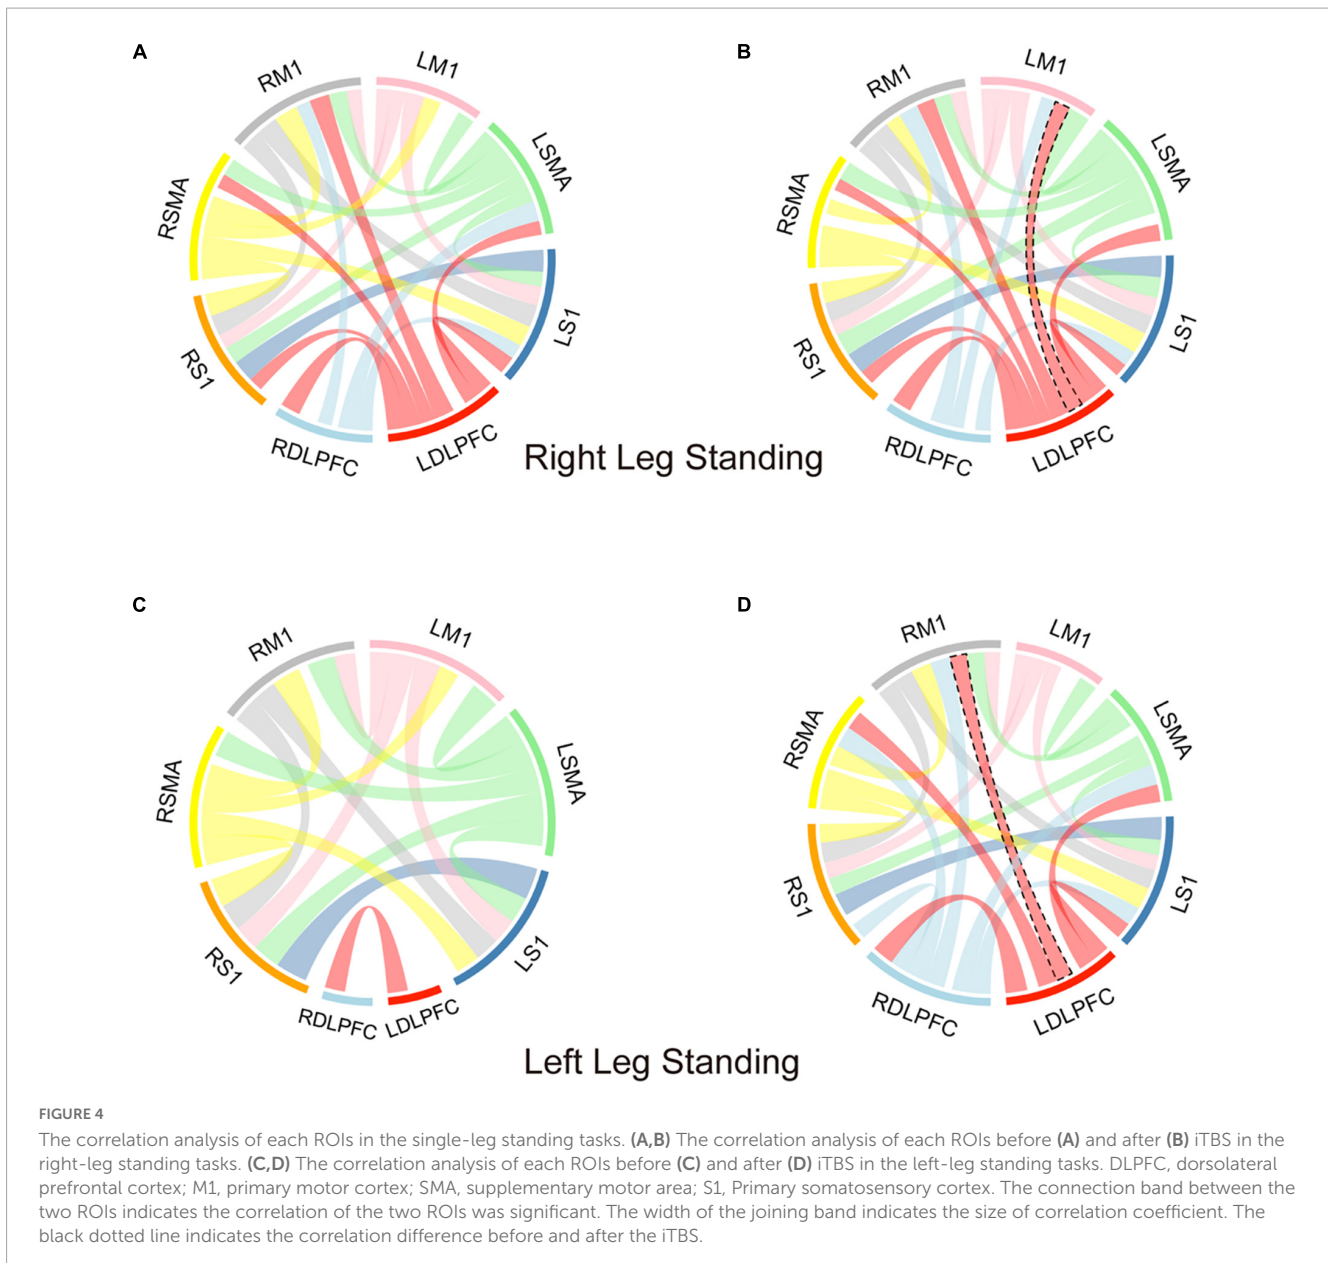 A
RM1
LM1
LSMA
LS1
LDLPFC
RDLPFC
RS1
RSMA
B
RM1
LM1
LSMA
LS1
LDLPFC
RDLPFC
RS1
RSMA
Right Leg Standing
C
RM1
LM1
LSMA
LS1
LDLPFC
RDLPFC
RS1
RSMA
D
RM1
LM1
LSMA
LS1
LDLPFC
RDLPFC
RS1
RSMA
Left Leg Standing
FIGURE 4
The correlation analysis of each ROIs in the single-leg standing tasks. (A,B) The correlation analysis of each ROIs before (A) and after (B) iTBS in the
right-leg standing tasks. (C,D) The correlation analysis of each ROIs before (C) and after (D) iTBS in the left-leg standing tasks. DLPFC, dorsolateral
prefrontal cortex; M1, primary motor cortex; SMA, supplementary motor area; S1, Primary somatosensory cortex. The connection band between the
two ROIs indicates the correlation of the two ROIs was significant. The width of the joining band indicates the size of correlation coefficient. The
black dotted line indicates the correlation difference before and after the iTBS.